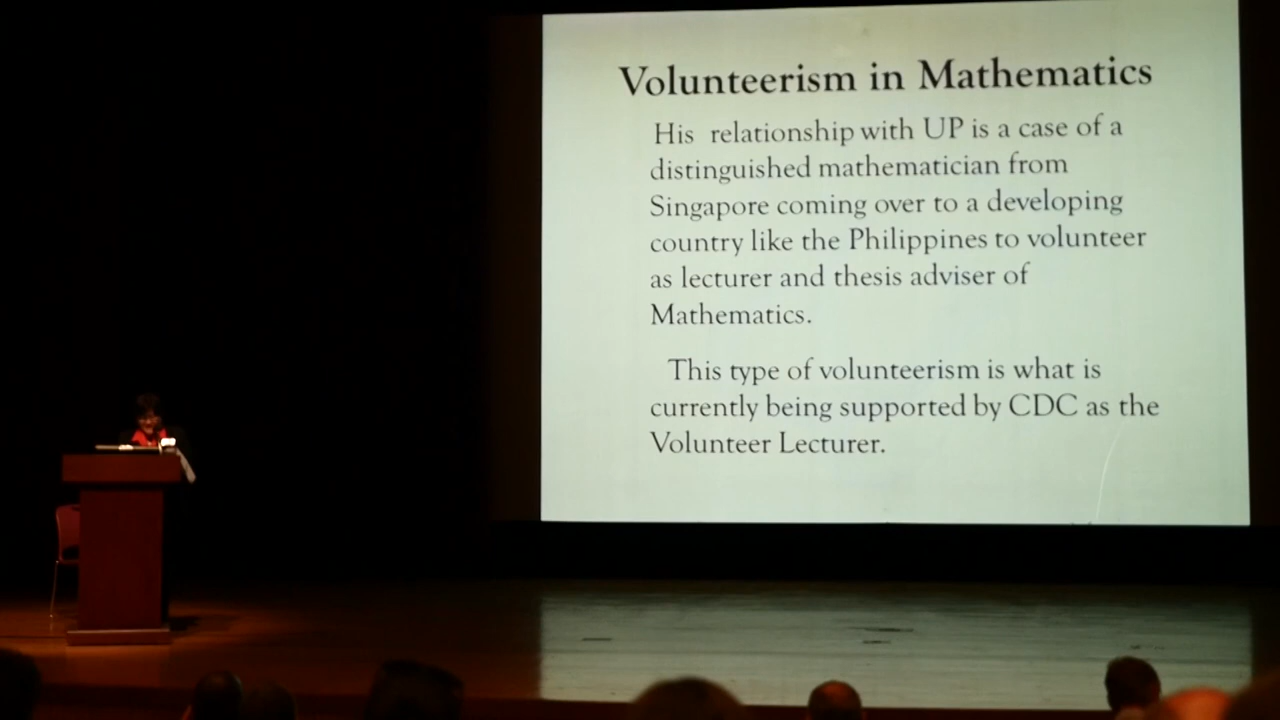 Volunteerism in Mathematics
His relationship with UP is a case of a
distinguished mathematician from
Singapore coming over to a developing
country like the Philippines to volunteer
as lecturer and thesis adviser of
Mathematics.
This type of volunteerism is what is
currently being supported by CDC as the
Volunteer Lecturer.